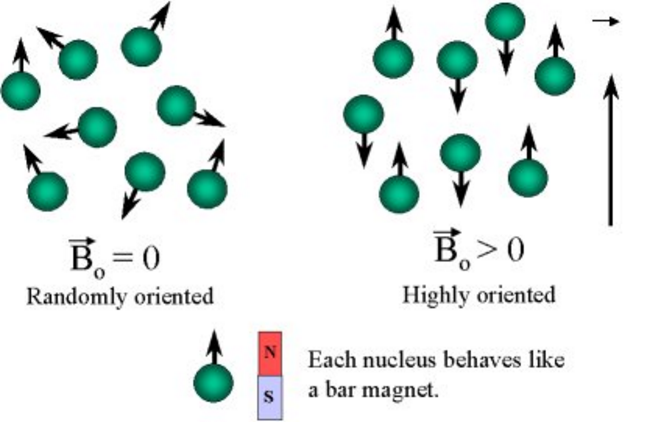 B⃗ₒ = 0
Randomly oriented
B⃗ₒ > 0
Highly oriented
N
S
Each nucleus behaves like
a bar magnet.